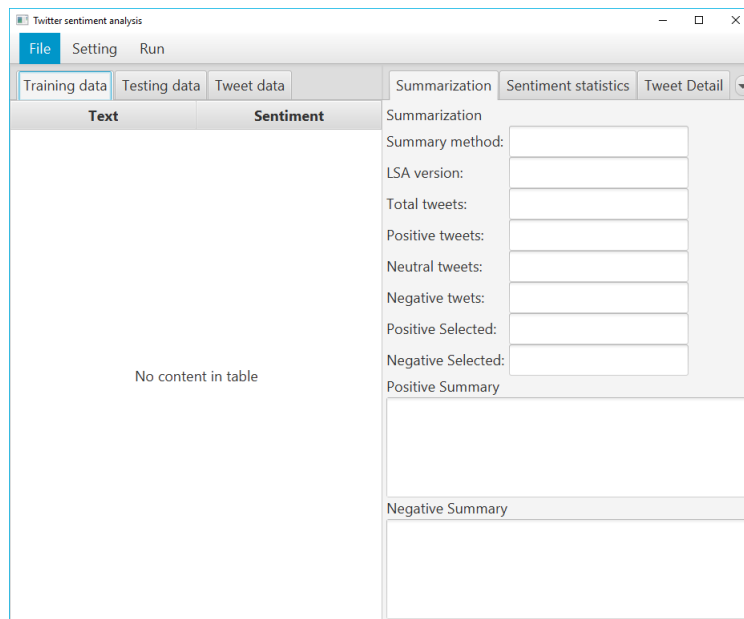 Twitter sentiment analysis
File Setting Run
Training data Testing data Tweet data
Text Sentiment
No content in table
Summarization Sentiment statistics Tweet Detail
Summarization
Summary method:
LSA version:
Total tweets:
Positive tweets:
Neutral tweets:
Negative twets:
Positive Selected:
Negative Selected:
Positive Summary
Negative Summary